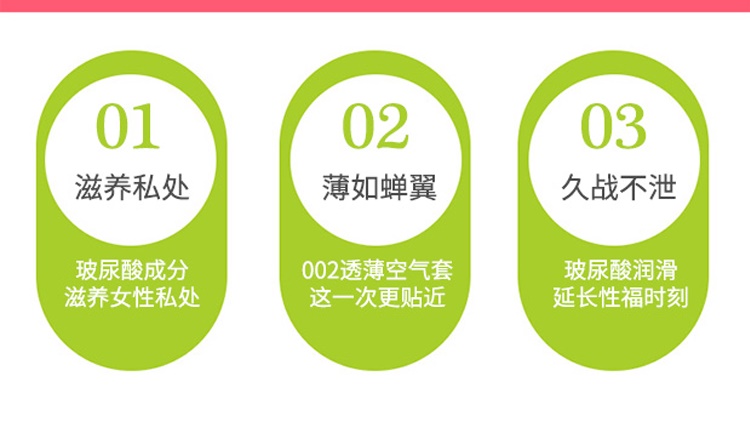 01
滋养私处
玻尿酸成分
滋养女性私处
02
薄如蝉翼
002透薄空气套
这一次更贴近
03
久战不泄
玻尿酸润滑
延长性福时刻